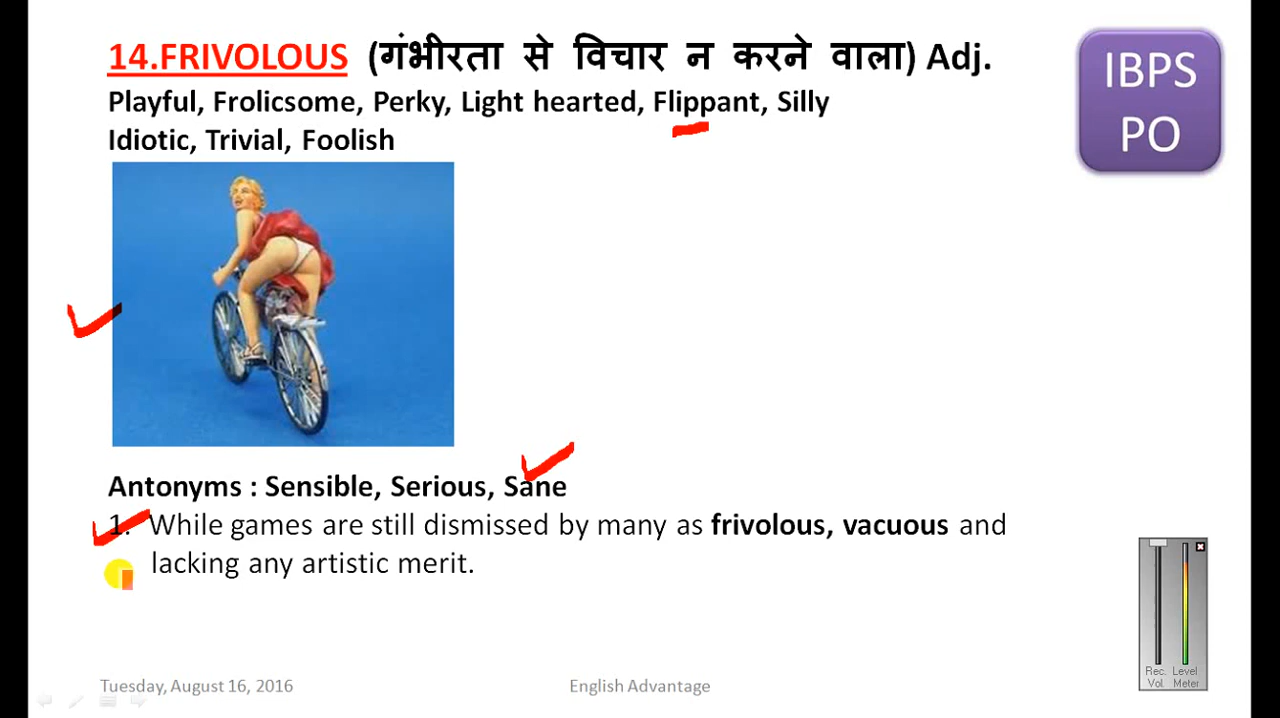 14.FRIVOLOUS (गंभीरता से विचार न करने वाला) Adj.
Playful, Frolicsome, Perky, Light hearted, Flippant, Silly
Idiotic, Trivial, Foolish
IBPS
PO
Antonyms : Sensible, Serious, Sane
1. While games are still dismissed by many as frivolous, vacuous and
lacking any artistic merit.
Rec. Level
Vol. Meter
Tuesday, August 16, 2016 English Advantage